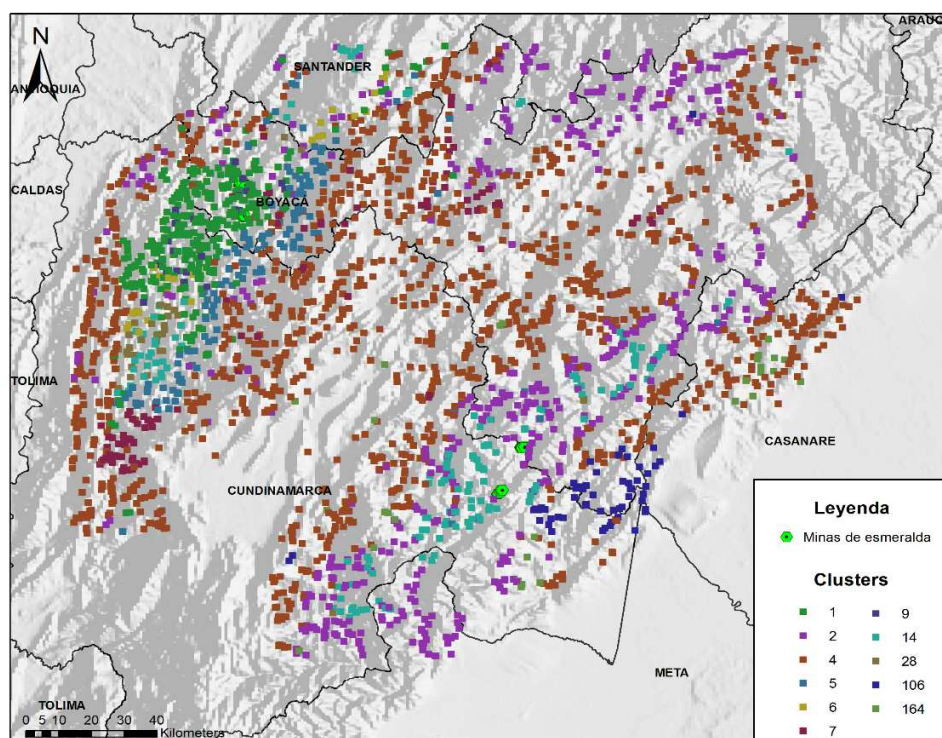 ARAUC
N
SANTANDER
ANTIOQUIA
CALDAS
BOYACÁ
TOLIMA
CASANARE
CUNDINAMARCA
Leyenda
Minas de esmeralda
Clusters
1 9
2 14
4 28
5 106
6 164
7
META
TOLIMA
0 5 10 20 30 40
Kilometers